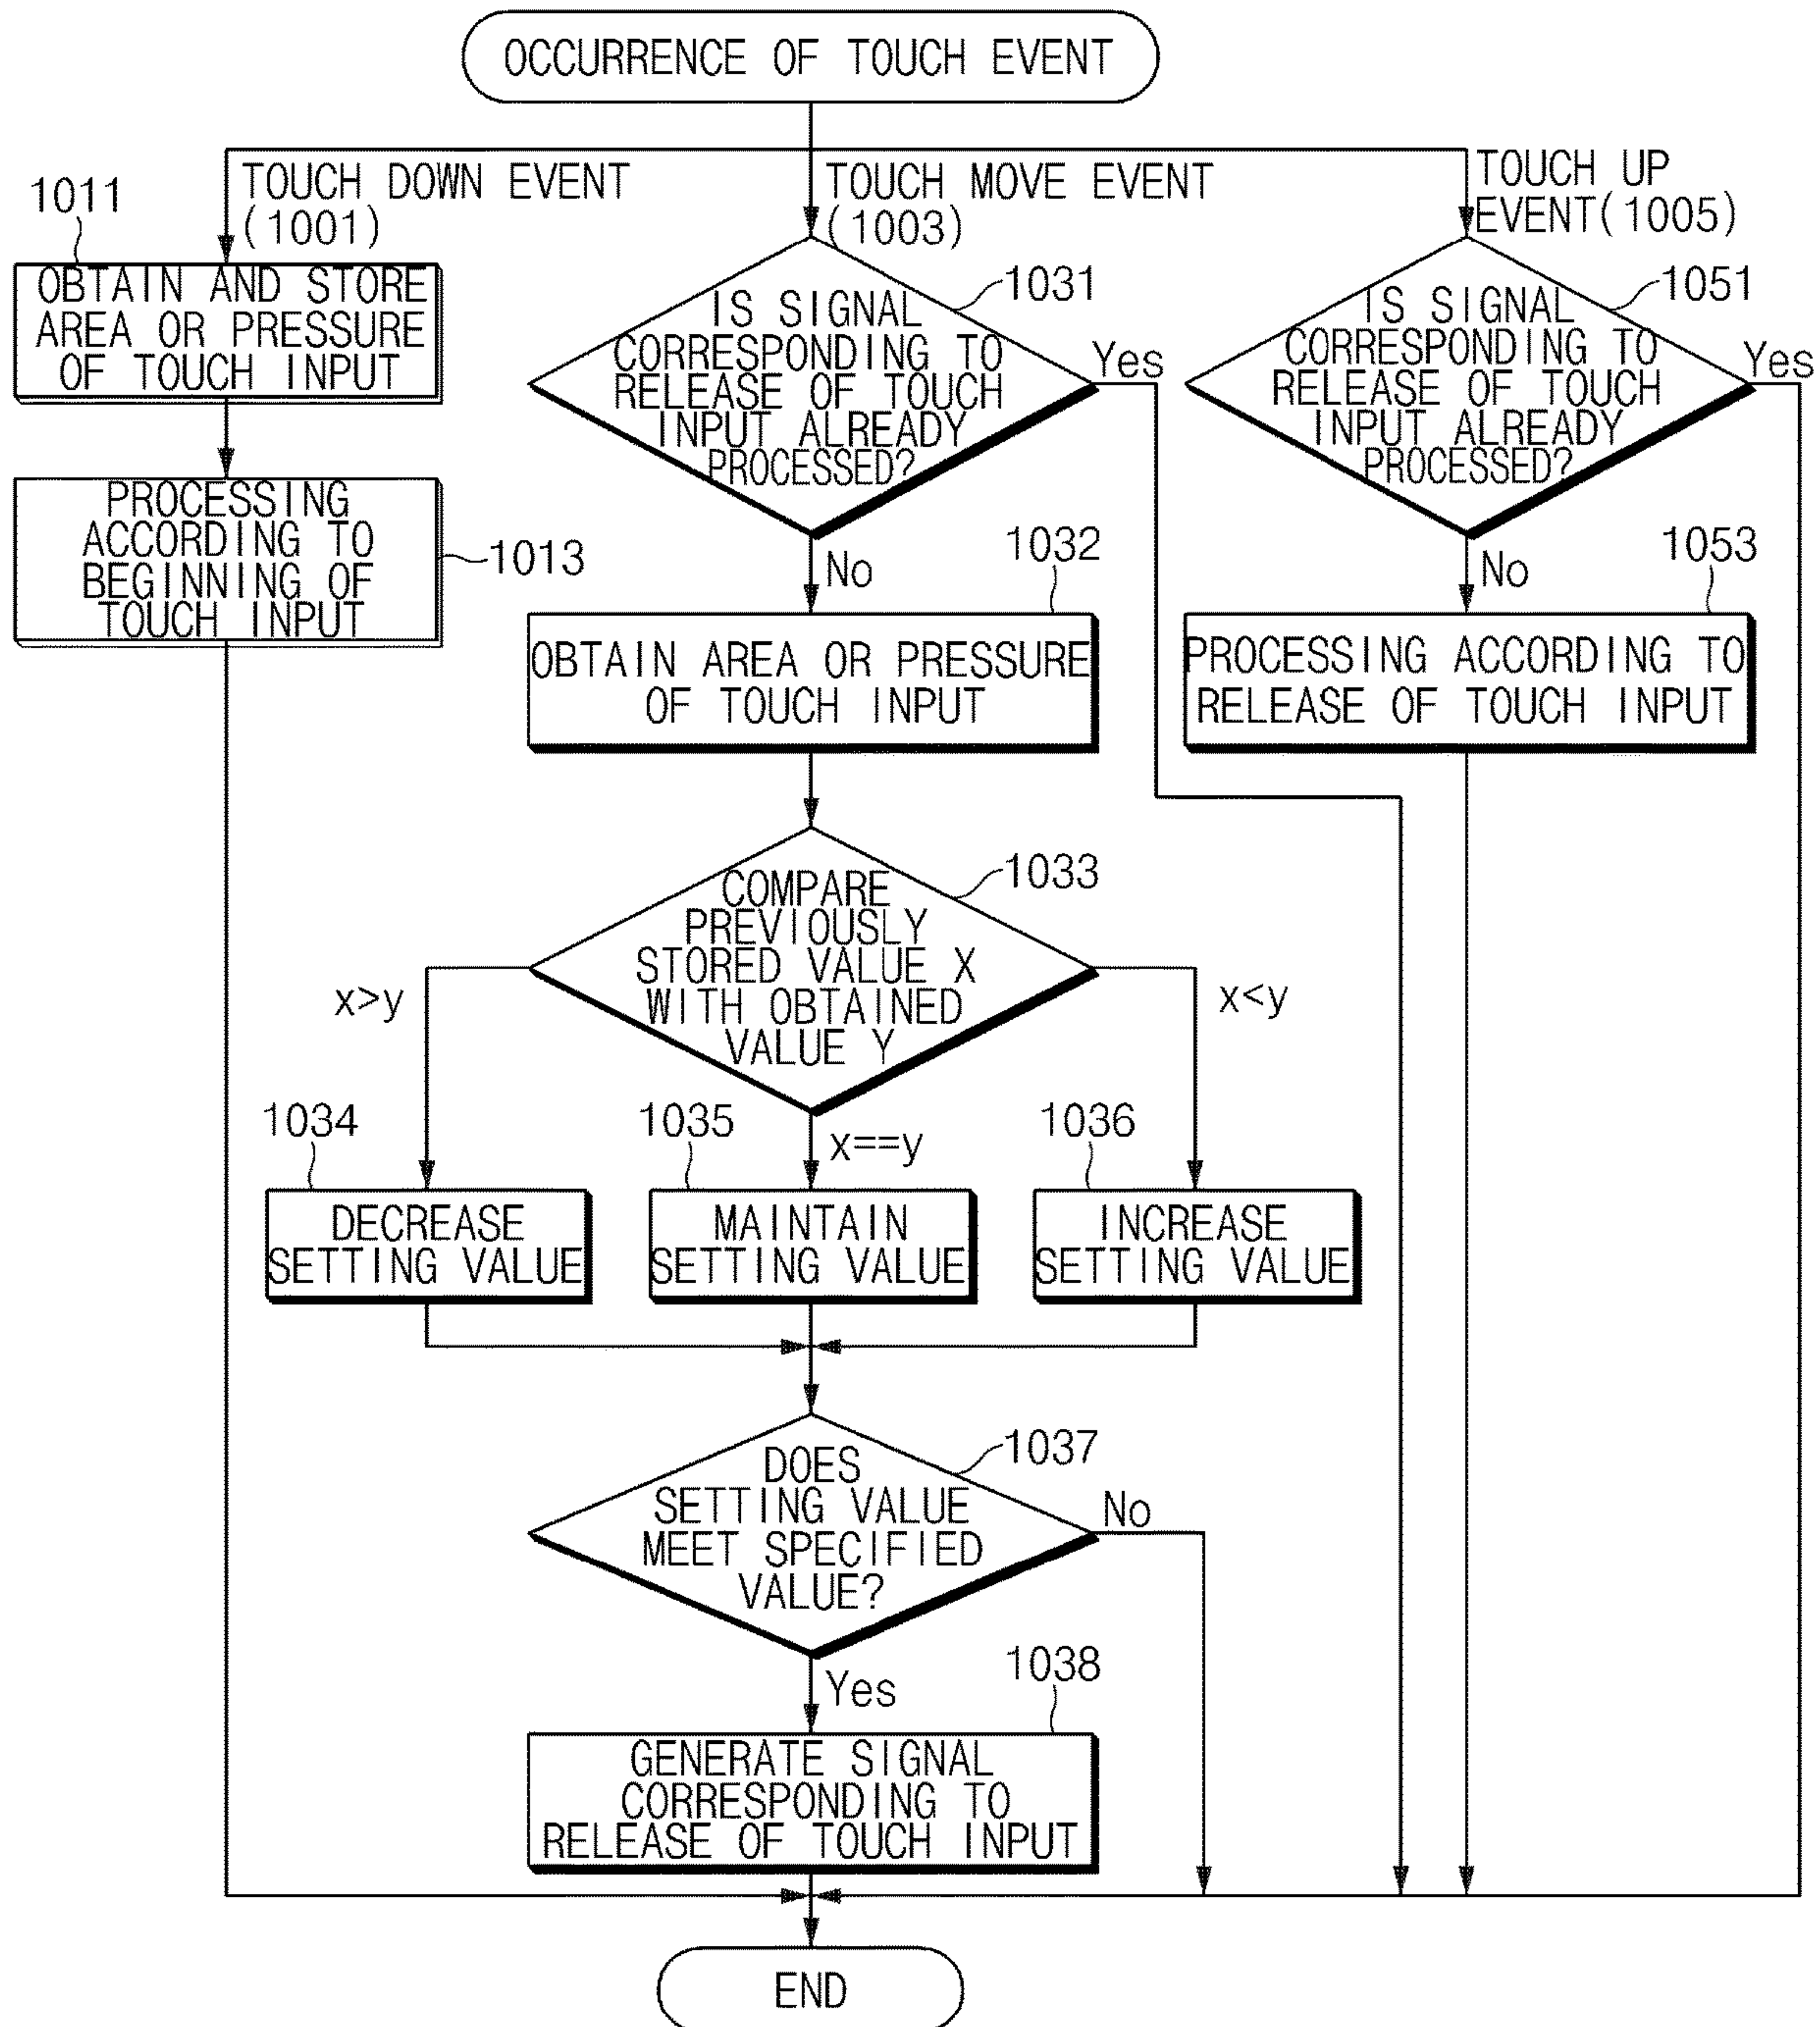 OCCURRENCE OF TOUCH EVENT
TOUCH DOWN EVENT
(1001)
TOUCH MOVE EVENT
(1003)
TOUCH UP
EVENT(1005)
1011
OBTAIN AND STORE
AREA OR PRESSURE
OF TOUCH INPUT
PROCESSING
ACCORDING TO
BEGINNING OF
TOUCH INPUT
1013
1031
IS SIGNAL
CORRESPONDING TO
RELEASE OF TOUCH
INPUT ALREADY
PROCESSED?
Yes
No
1051
IS SIGNAL
CORRESPONDING TO
RELEASE OF TOUCH
INPUT ALREADY
PROCESSED?
Yes
No
1032
OBTAIN AREA OR PRESSURE
OF TOUCH INPUT
1053
PROCESSING ACCORDING TO
RELEASE OF TOUCH INPUT
1033
COMPARE
PREVIOUSLY
STORED VALUE X
WITH OBTAINED
VALUE Y
x>y
x==y
x<y
1034
DECREASE
SETTING VALUE
1035
MAINTAIN
SETTING VALUE
1036
INCREASE
SETTING VALUE
1037
DOES
SETTING VALUE
MEET SPECIFIED
VALUE?
No
Yes
1038
GENERATE SIGNAL
CORRESPONDING TO
RELEASE OF TOUCH INPUT
END